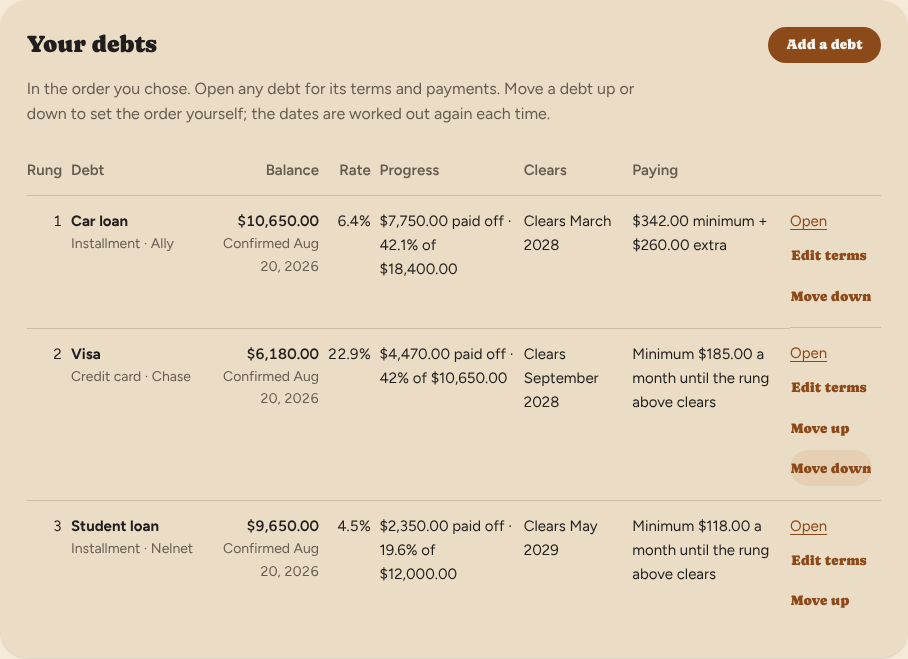 Your debts
Add a debt
In the order you chose. Open any debt for its terms and payments. Move a debt up or
down to set the order yourself; the dates are worked out again each time.
Rung Debt Balance Rate Progress Clears Paying
1 Car loan $10,650.00 6.4% $7,750.00 paid off · Clears March $342.00 minimum + Open
Installment · Ally Confirmed Aug 42.1% of 2028 $260.00 extra
20, 2026 $18,400.00
Edit terms
Move down
2 Visa $6,180.00 22.9% $4,470.00 paid off · Clears Minimum $185.00 a Open
Credit card · Chase Confirmed Aug 42% of $10,650.00 September month until the rung
20, 2026 2028 above clears
Edit terms
Move up
Move down
3 Student loan $9,650.00 4.5% $2,350.00 paid off · Clears May Minimum $118.00 a Open
Installment · Nelnet Confirmed Aug 19.6% of 2029 month until the rung
20, 2026 $12,000.00 above clears
Edit terms
Move up